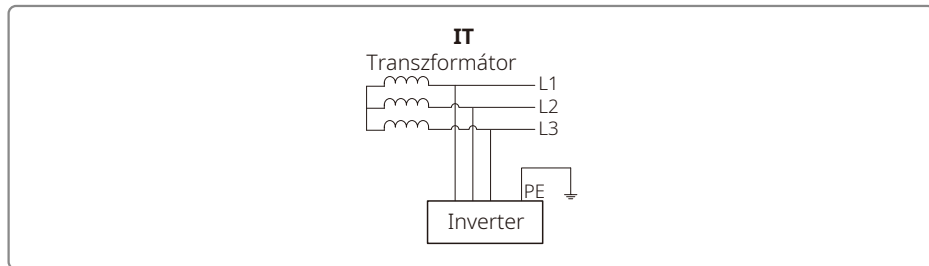 IT
Transzformátor
L1
L2
L3
PE
Inverter